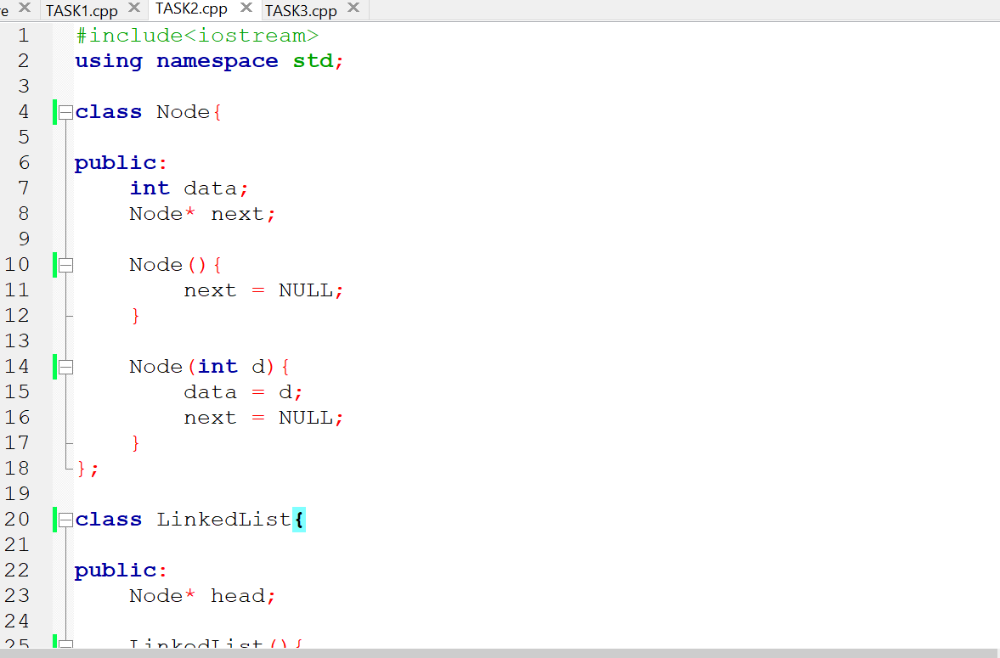 re TASK1.cpp TASK2.cpp TASK3.cpp
1 #include<iostream>
2 using namespace std;
3
4 class Node{
5
6 public:
7 int data;
8 Node* next;
9
10 Node(){
11 next = NULL;
12 }
13
14 Node(int d){
15 data = d;
16 next = NULL;
17 }
18 };
19
20 class LinkedList{
21
22 public:
23 Node* head;
24
25 LinkedList(){